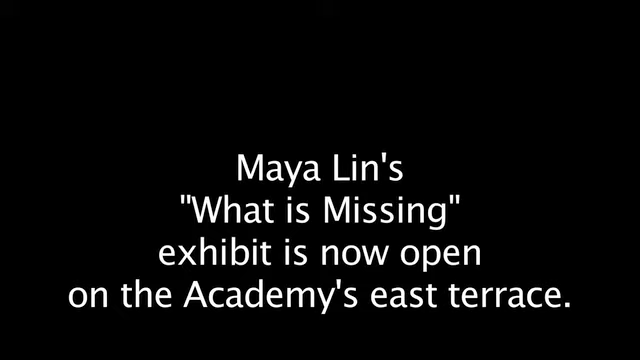 Maya Lin's
"What is Missing"
exhibit is now open
on the Academy's east terrace.